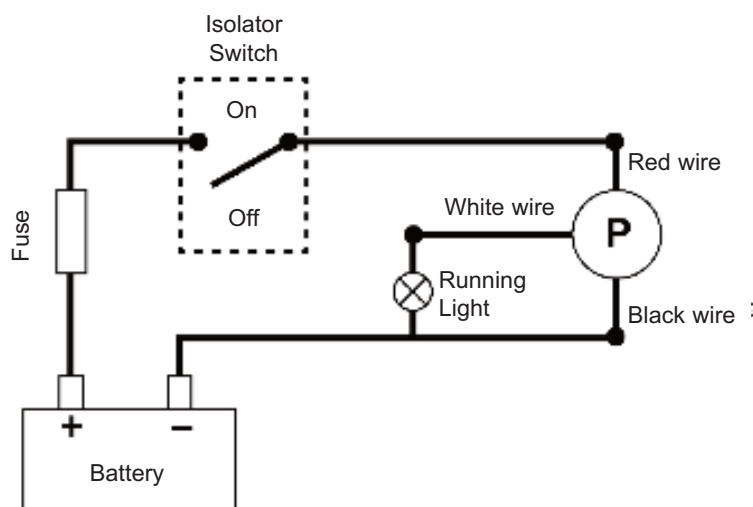 Isolator
Switch
On
Off
Fuse
Red wire
White wire
P
Running
Light
Black wire
+
−
Battery